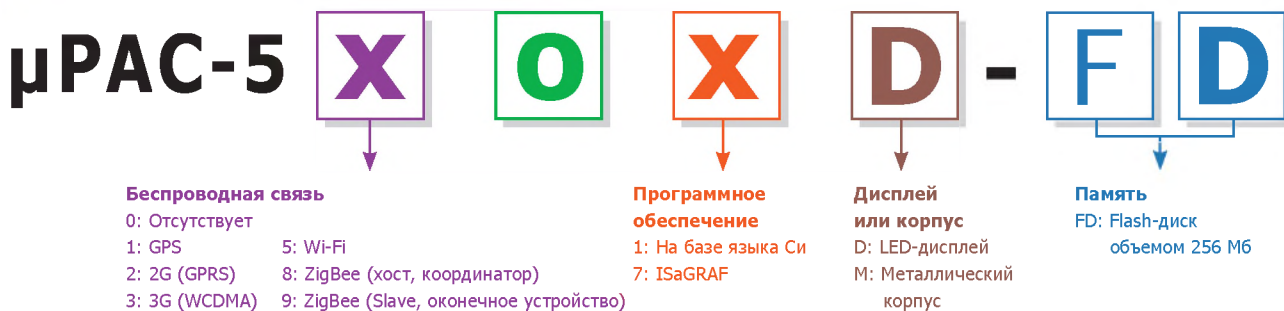 µPAC-5 X 0 X D - F D
Беспроводная связь
0: Отсутствует
1: GPS
2: 2G (GPRS)
3: 3G (WCDMA)
5: Wi-Fi
8: ZigBee (хост, координатор)
9: ZigBee (Slave, оконечное устройство)
Программное
обеспечение
1: На базе языка Си
7: ISaGRAF
Дисплей
или корпус
D: LED-дисплей
M: Металлический
корпус
Память
FD: Flash-диск
объемом 256 Мб